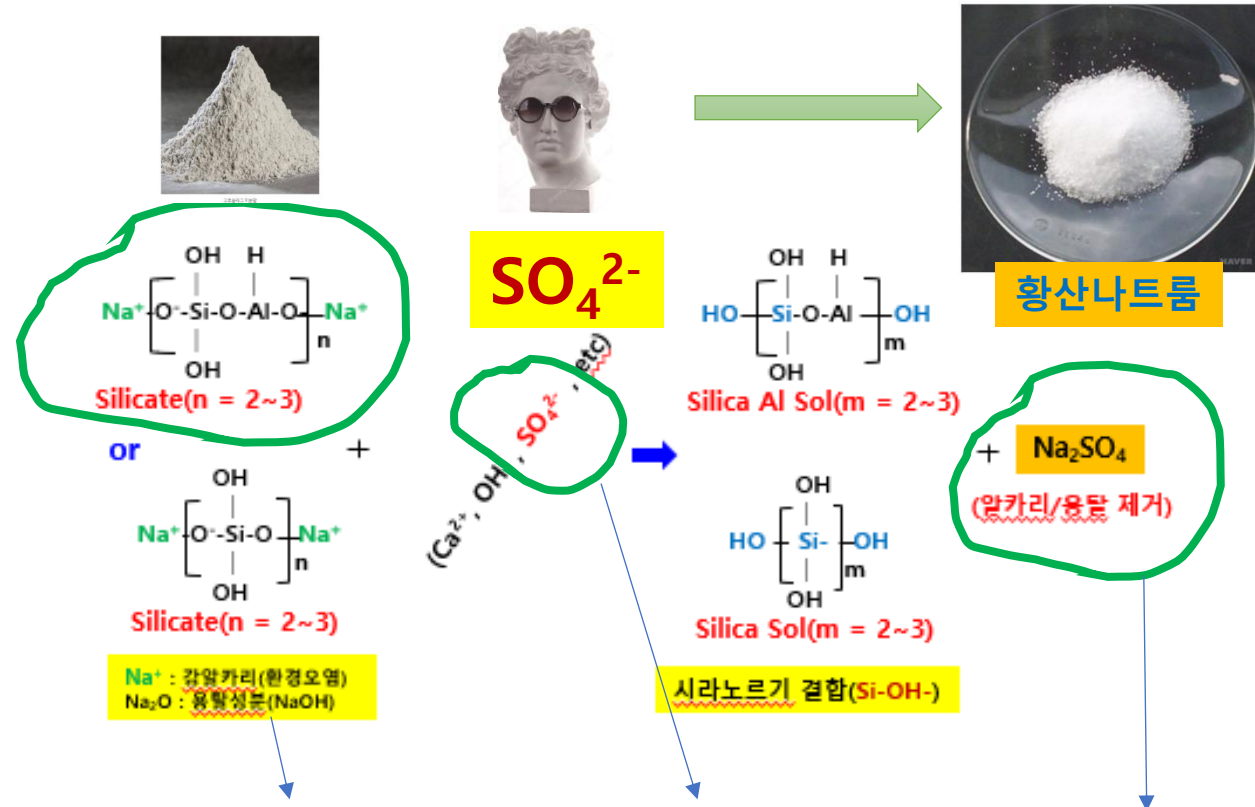 NAVER
SO₄²⁻
황산나트륨
OH H
Na⁺ O⁻-Si-O-Al-O- Na⁺
n
OH
Silicate(n = 2~3)
OH H
HO Si-O-Al OH
m
OH
Silica Al Sol(m = 2~3)
or
+
(Ca²⁺, OH⁻, SO₄²⁻, etc)
+ Na₂SO₄
(알카리/용탈 제거)
OH
Na⁺ O⁻-Si-O Na⁺
n
OH
Silicate(n = 2~3)
OH
HO Si- OH
m
OH
Silica Sol(m = 2~3)
Na⁺ : 강알카리(환경오염)
Na₂O : 용탈성분(NaOH)
시라노르기 결합(Si-OH-)